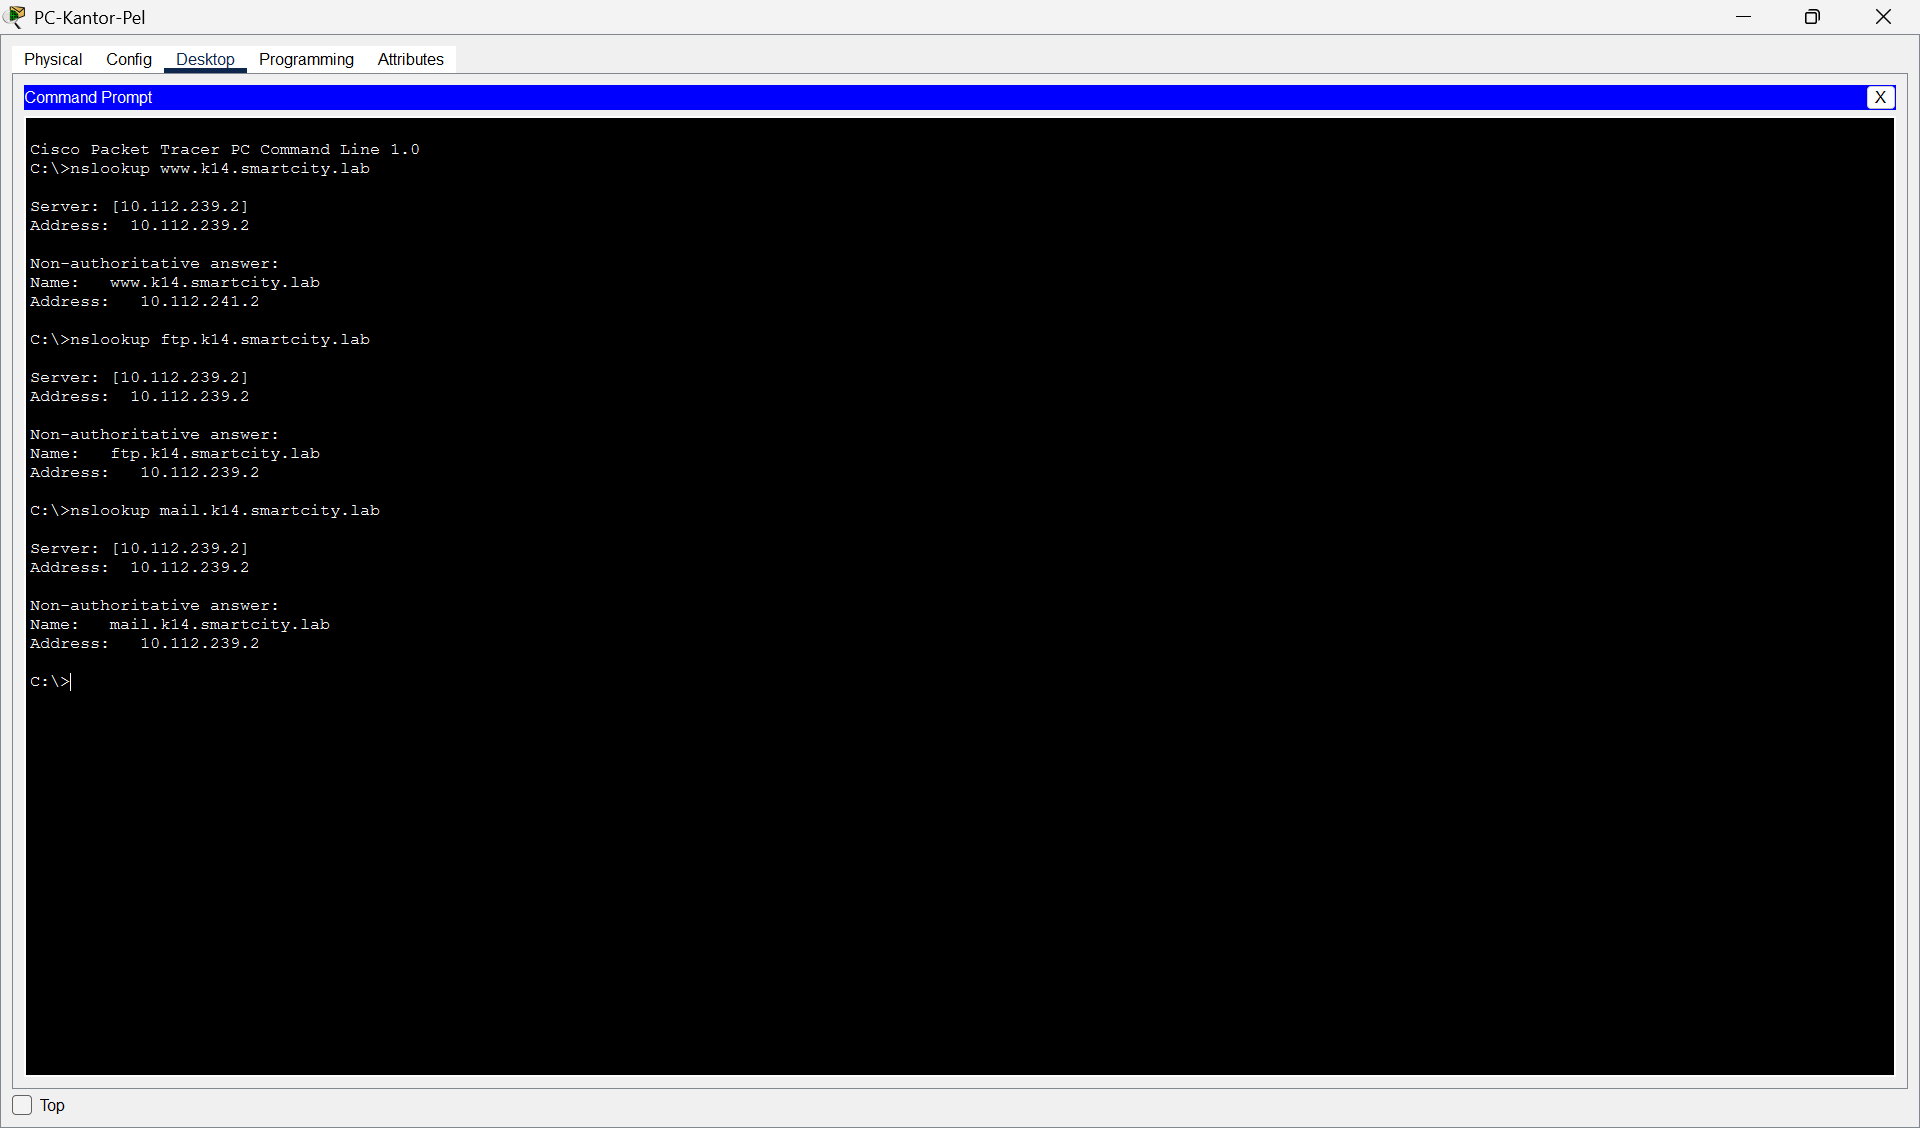 PC-Kantor-Pel
Physical Config Desktop Programming Attributes
Command Prompt X
Cisco Packet Tracer PC Command Line 1.0
C:\>nslookup www.k14.smartcity.lab
Server: [10.112.239.2]
Address:  10.112.239.2
Non-authoritative answer:
Name:   www.k14.smartcity.lab
Address:   10.112.241.2
C:\>nslookup ftp.k14.smartcity.lab
Server: [10.112.239.2]
Address:  10.112.239.2
Non-authoritative answer:
Name:   ftp.k14.smartcity.lab
Address:   10.112.239.2
C:\>nslookup mail.k14.smartcity.lab
Server: [10.112.239.2]
Address:  10.112.239.2
Non-authoritative answer:
Name:   mail.k14.smartcity.lab
Address:   10.112.239.2
C:\>
Top